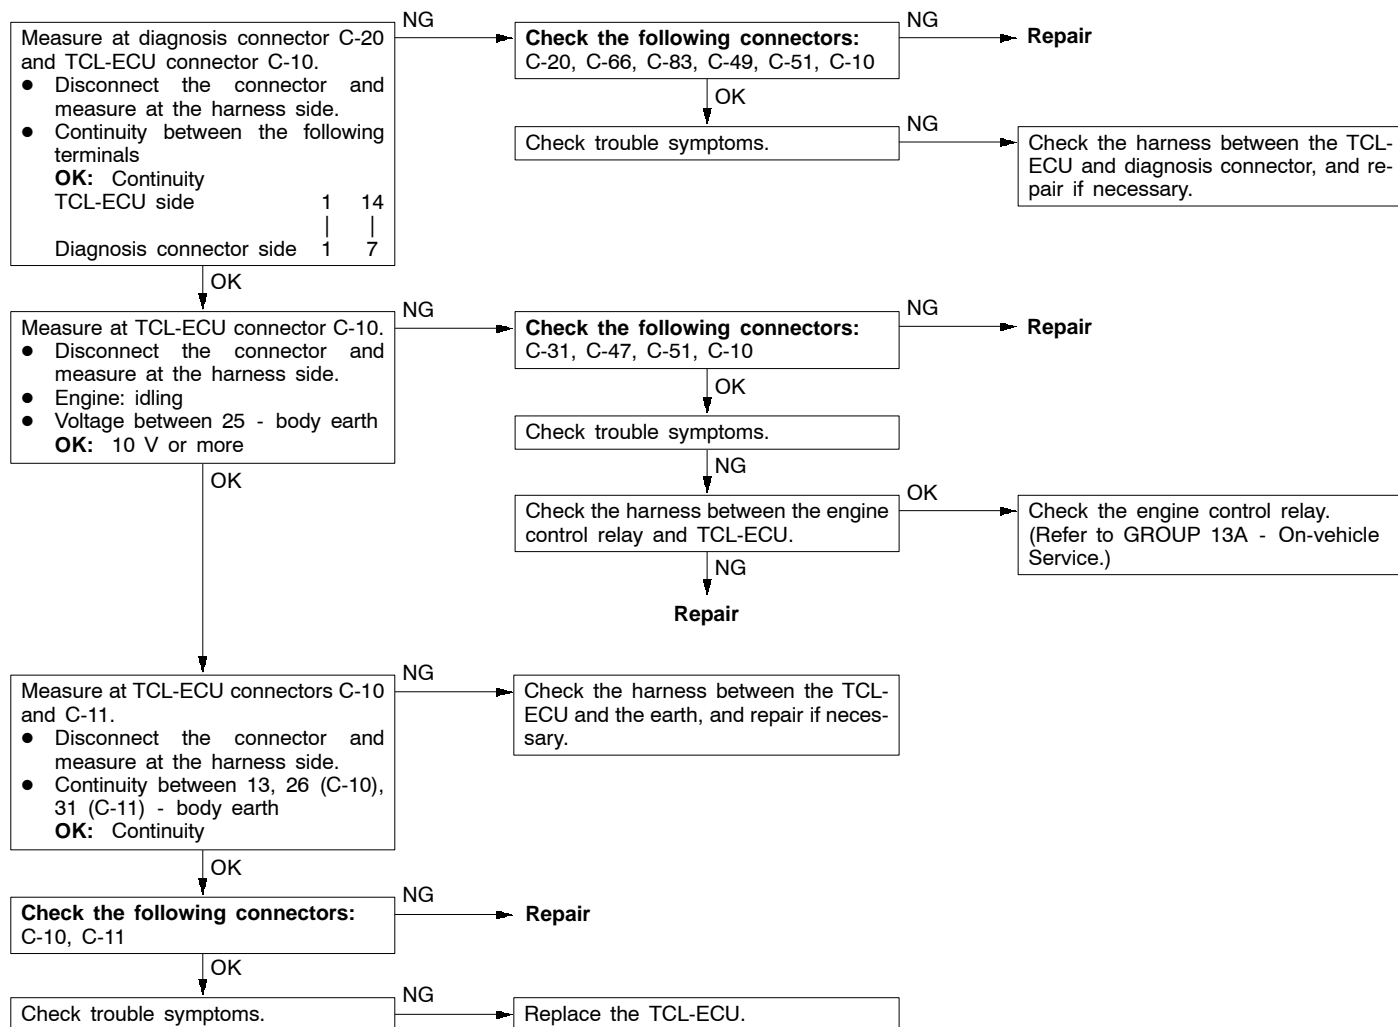 Measure at diagnosis connector C-20
and TCL-ECU connector C-10.
● Disconnect the connector and
measure at the harness side.
● Continuity between the following
terminals
OK: Continuity
TCL-ECU side 1 14
| |
Diagnosis connector side 1 7
NG
Check the following connectors:
C-20, C-66, C-83, C-49, C-51, C-10
NG
Repair
OK
Check trouble symptoms.
NG
Check the harness between the TCL-
ECU and diagnosis connector, and re-
pair if necessary.
OK
Measure at TCL-ECU connector C-10.
● Disconnect the connector and
measure at the harness side.
● Engine: idling
● Voltage between 25 - body earth
OK: 10 V or more
NG
Check the following connectors:
C-31, C-47, C-51, C-10
NG
Repair
OK
Check trouble symptoms.
NG
Check the harness between the engine
control relay and TCL-ECU.
OK
Check the engine control relay.
(Refer to GROUP 13A - On-vehicle
Service.)
NG
Repair
OK
Measure at TCL-ECU connectors C-10
and C-11.
● Disconnect the connector and
measure at the harness side.
● Continuity between 13, 26 (C-10),
31 (C-11) - body earth
OK: Continuity
NG
Check the harness between the TCL-
ECU and the earth, and repair if neces-
sary.
OK
Check the following connectors:
C-10, C-11
NG
Repair
OK
Check trouble symptoms.
NG
Replace the TCL-ECU.